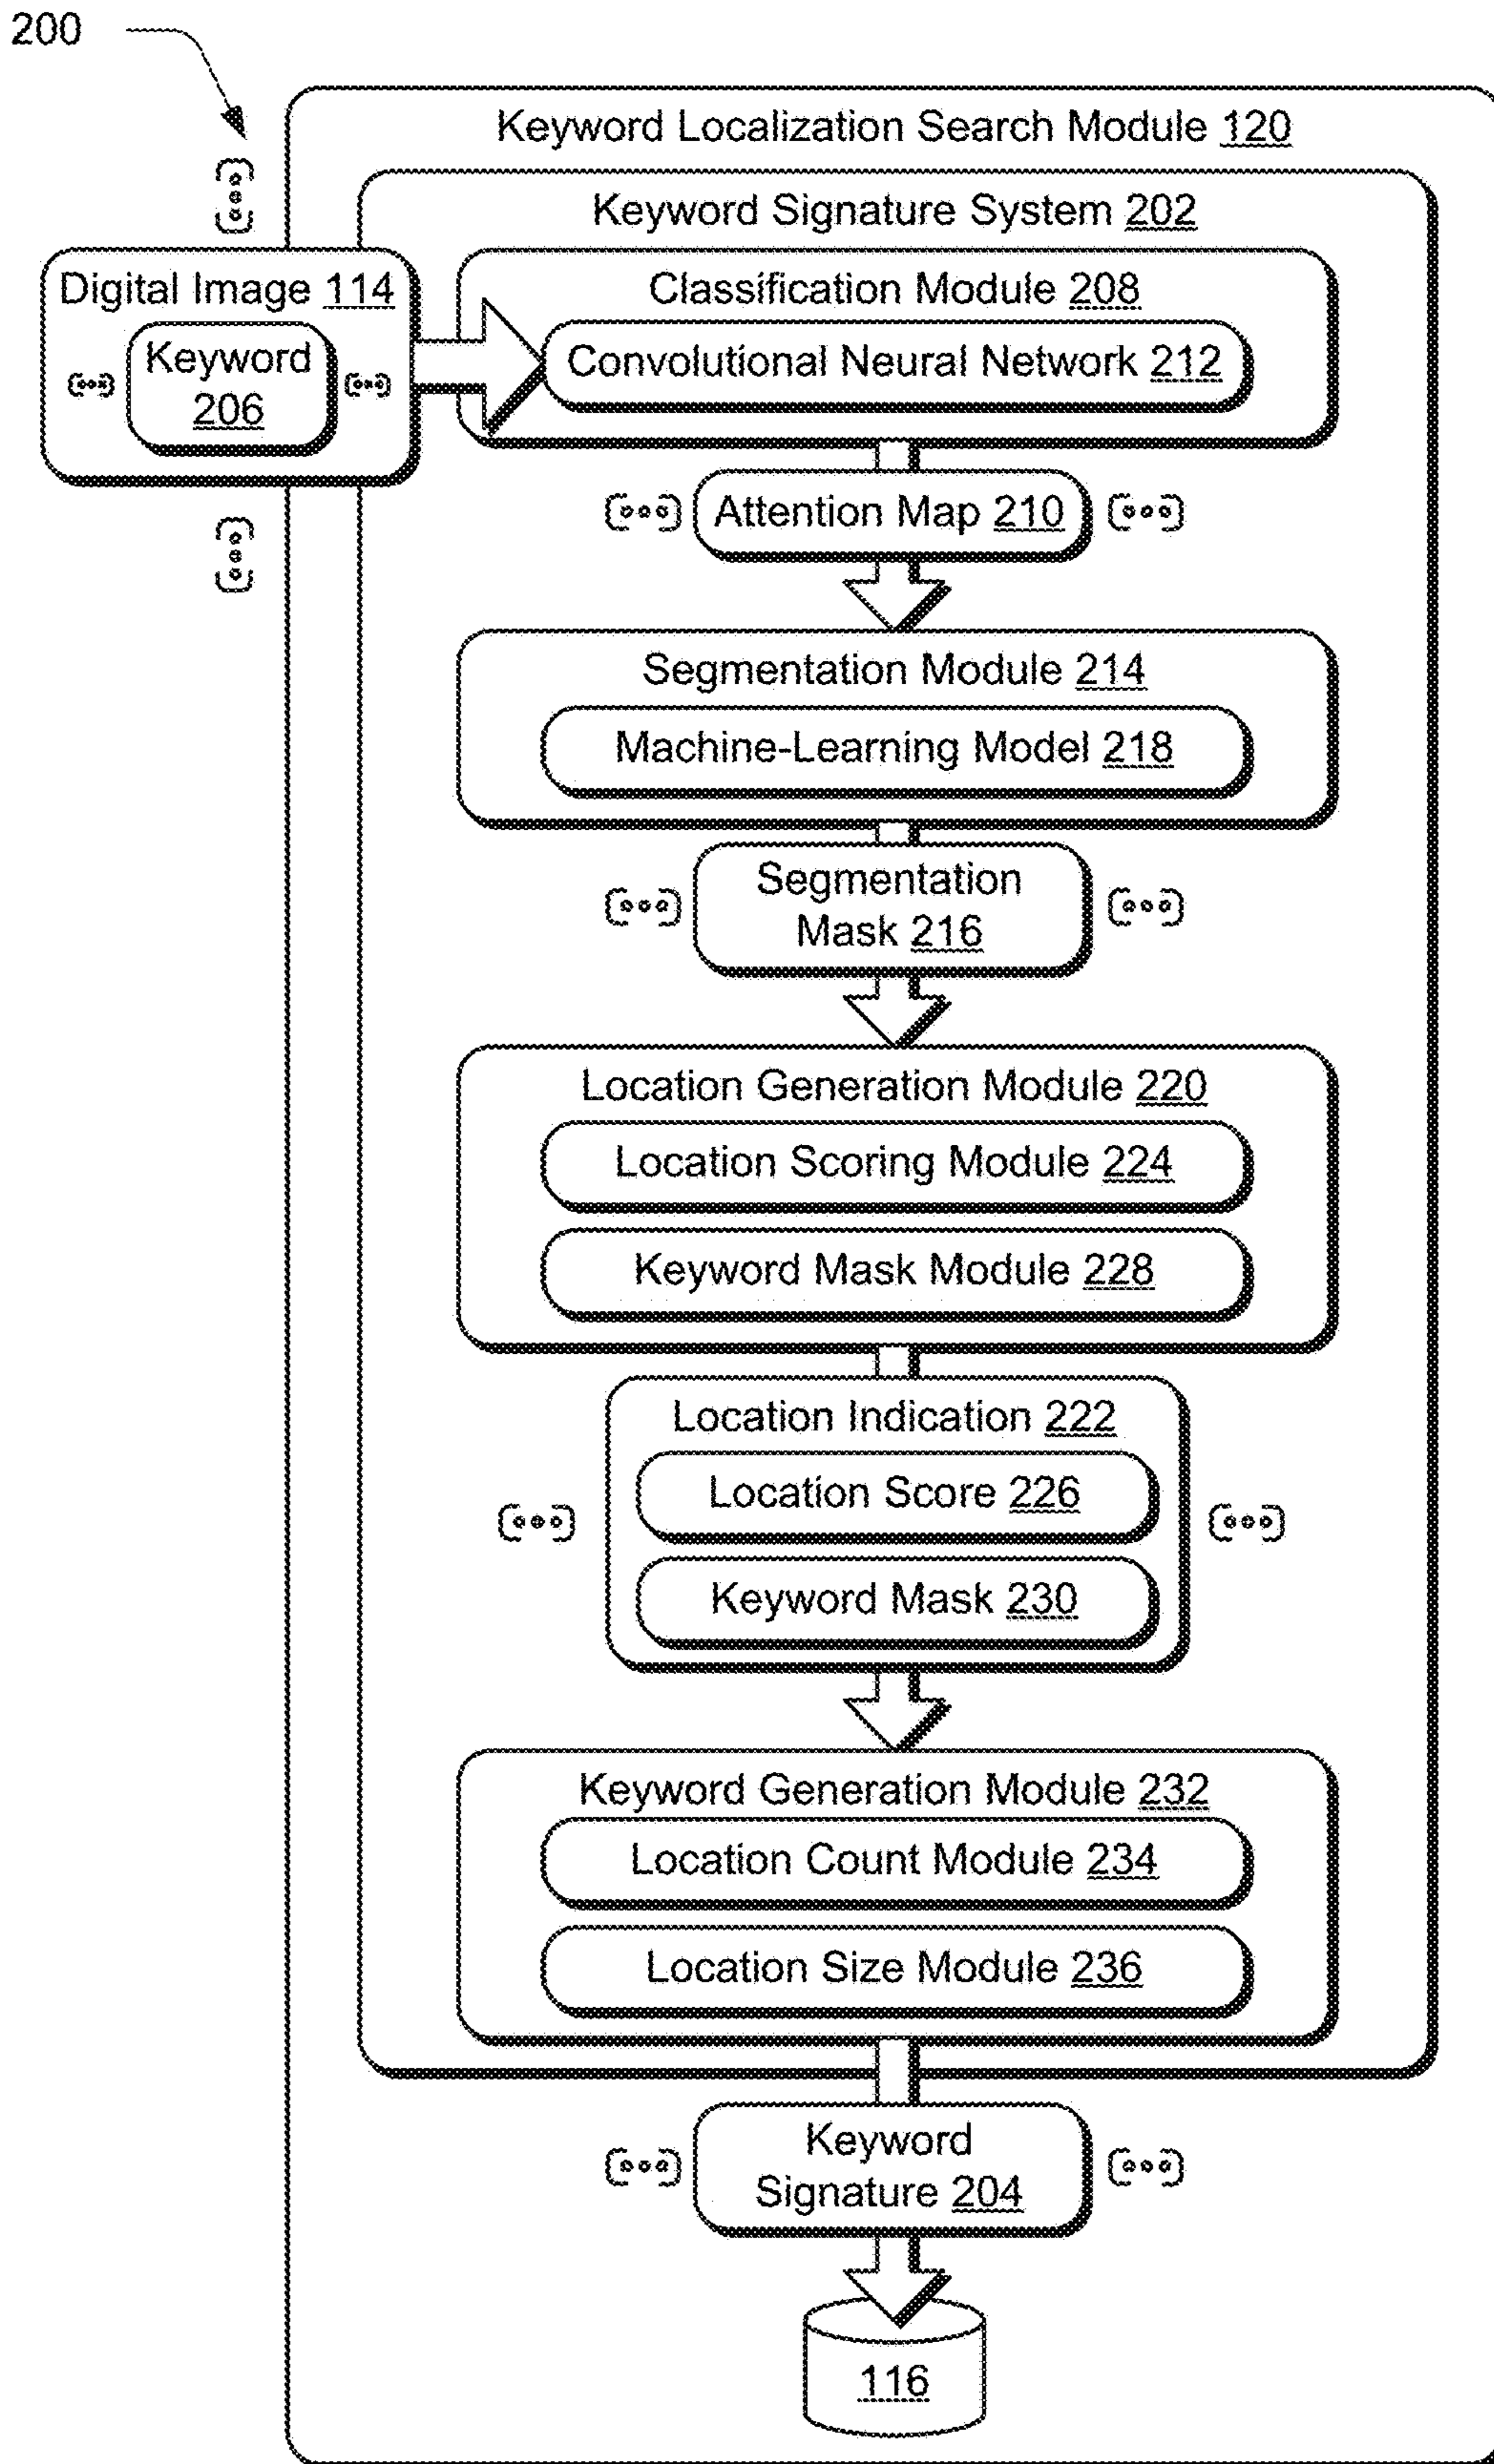 200
Keyword Localization Search Module 120
Keyword Signature System 202
Digital Image 114
Keyword
206
Classification Module 208
Convolutional Neural Network 212
Attention Map 210
Segmentation Module 214
Machine-Learning Model 218
Segmentation
Mask 216
Location Generation Module 220
Location Scoring Module 224
Keyword Mask Module 228
Location Indication 222
Location Score 226
Keyword Mask 230
Keyword Generation Module 232
Location Count Module 234
Location Size Module 236
Keyword
Signature 204
116